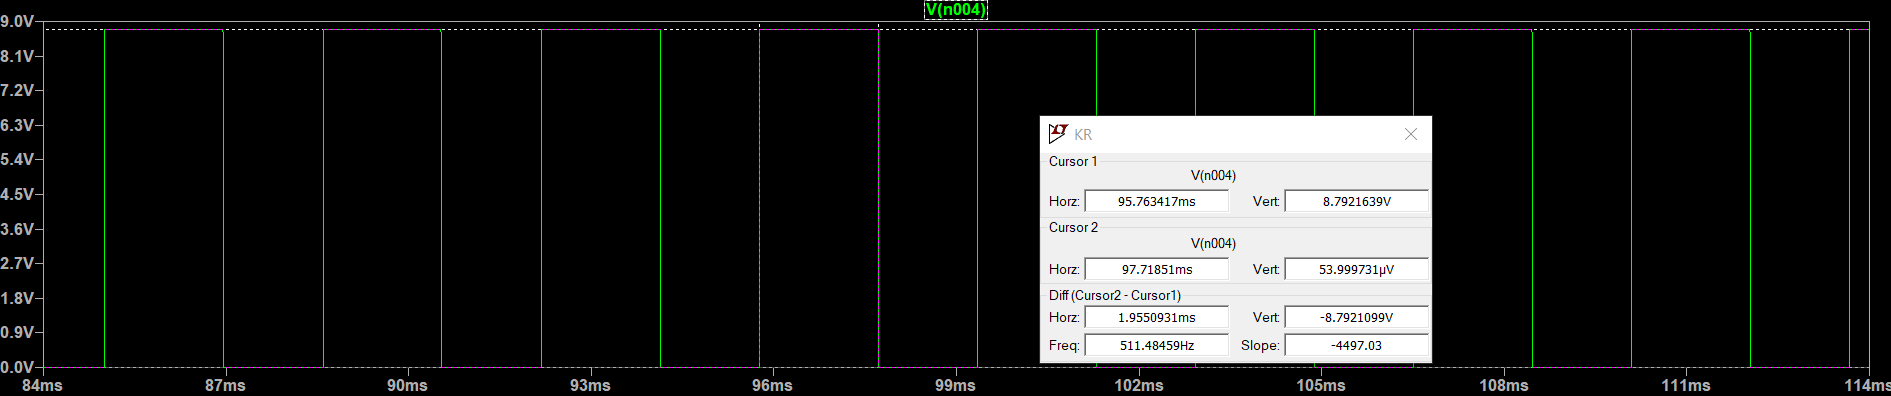 V(n004)
9.0V
8.1V
7.2V
6.3V
5.4V
4.5V
3.6V
2.7V
1.8V
0.9V
0.0V
84ms 87ms 90ms 93ms 96ms 99ms 102ms 105ms 108ms 111ms 114ms
KR
Cursor 1
V(n004)
Horz: 95.763417ms Vert: 8.7921639V
Cursor 2
V(n004)
Horz: 97.71851ms Vert: 53.999731µV
Diff (Cursor2 - Cursor1)
Horz: 1.9550931ms Vert: -8.7921099V
Freq: 511.48459Hz Slope: -4497.03